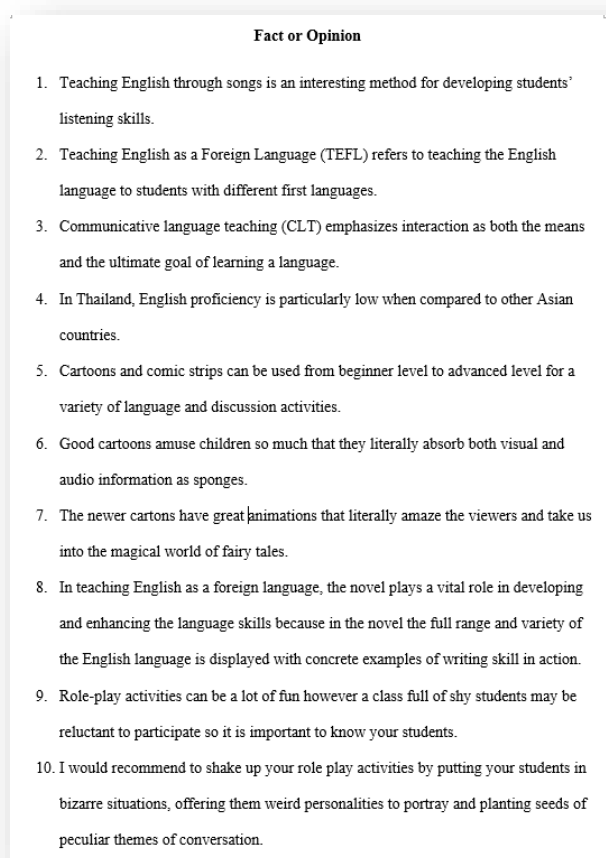 Fact or Opinion
1. Teaching English through songs is an interesting method for developing students'
listening skills.
2. Teaching English as a Foreign Language (TEFL) refers to teaching the English
language to students with different first languages.
3. Communicative language teaching (CLT) emphasizes interaction as both the means
and the ultimate goal of learning a language.
4. In Thailand, English proficiency is particularly low when compared to other Asian
countries.
5. Cartoons and comic strips can be used from beginner level to advanced level for a
variety of language and discussion activities.
6. Good cartoons amuse children so much that they literally absorb both visual and
audio information as sponges.
7. The newer cartons have great animations that literally amaze the viewers and take us
into the magical world of fairy tales.
8. In teaching English as a foreign language, the novel plays a vital role in developing
and enhancing the language skills because in the novel the full range and variety of
the English language is displayed with concrete examples of writing skill in action.
9. Role-play activities can be a lot of fun however a class full of shy students may be
reluctant to participate so it is important to know your students.
10. I would recommend to shake up your role play activities by putting your students in
bizarre situations, offering them weird personalities to portray and planting seeds of
peculiar themes of conversation.